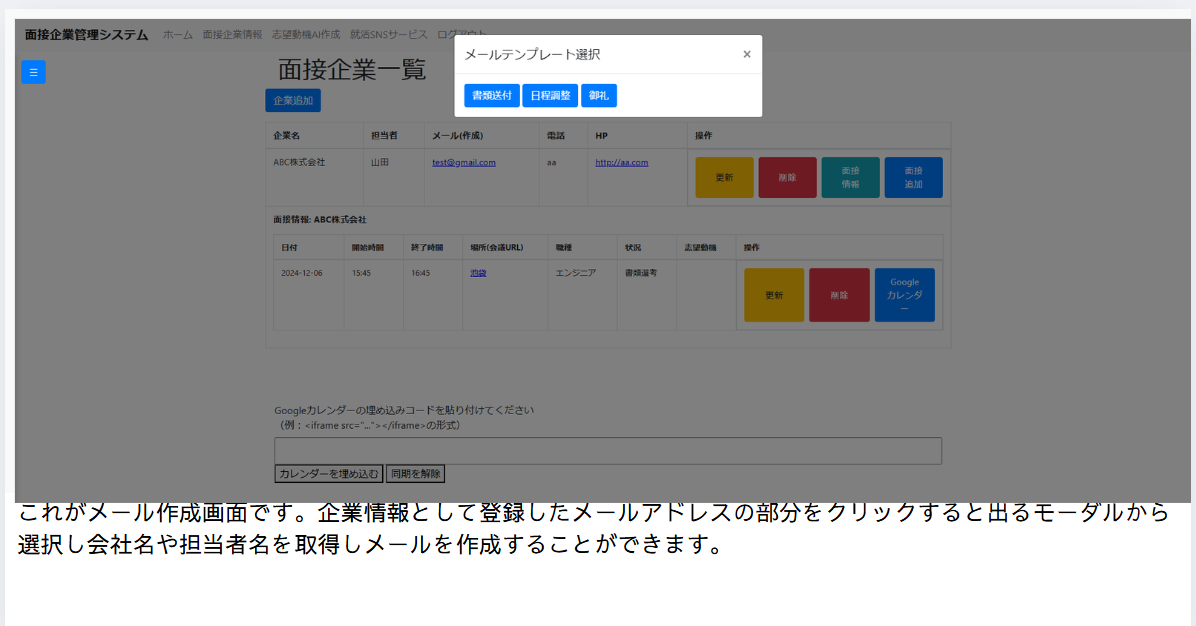 面接企業管理システム ホーム 面接企業情報 志望動機AI作成 就活SNSサービス ログアウト
メールテンプレート選択 ×
☰
面接企業一覧
書類送付 日程調整 御礼
企業追加
企業名 担当者 メール(作成) 電話 HP 操作
ABC株式会社 山田 test@gmail.com aa http://aa.com 更新 削除 面接 情報 面接 追加
面接情報: ABC株式会社
日付 開始時間 終了時間 場所(会議URL) 職種 状況 志望動機 操作
2024-12-06 15:45 16:45 池袋 エンジニア 書類選考 更新 削除 Google カレンダー
Googleカレンダーの埋め込みコードを貼り付けてください
（例：<iframe src="..."></iframe>の形式）
カレンダーを埋め込む 同期を解除
これがメール作成画面です。企業情報として登録したメールアドレスの部分をクリックすると出るモーダルから
選択し会社名や担当者名を取得しメールを作成することができます。